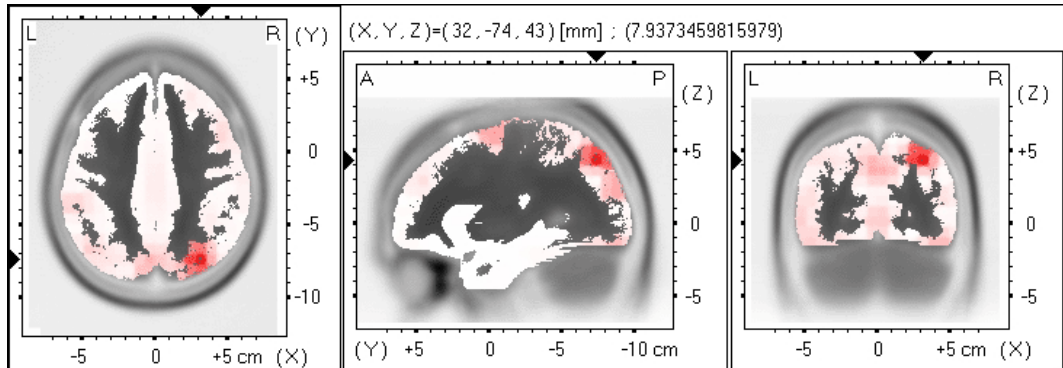 (X, Y, Z)=(32, -74, 43) [mm] ; (7.9373459815979)
L R (Y)
+5
0
-5
-10
-5 0 +5 cm (X)
A P (Z)
+5
0
-5
(Y) +5 0 -5 -10 cm
L R (Z)
+5
0
-5
-5 0 +5 cm (X)